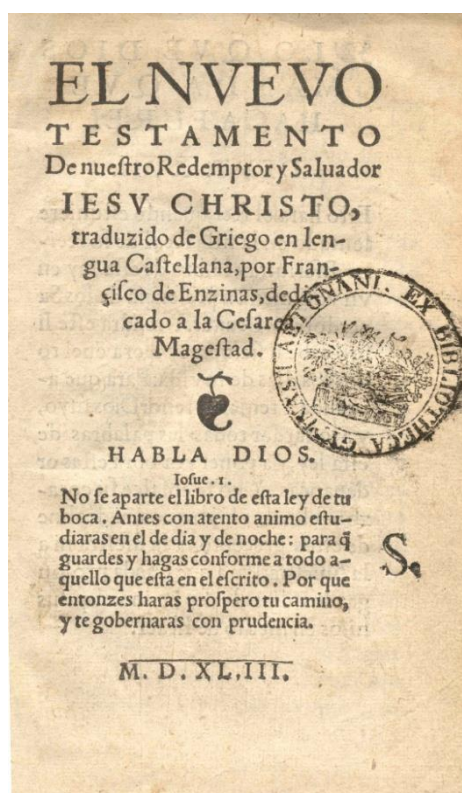 EL NVEVO
TESTAMENTO
De nueſtro Redemptor y Saluador
IESV CHRISTO,
traduzido de Griego en len-
gua Caſtellana, por Fran-
çiſco de Enzinas, dedi
cado a la Ceſarea
Mageſtad.
HABLA DIOS.
Ioſue. 1.
No ſe aparte el libro de eſta ley de tu
boca. Antes con atento animo eſtu-
diaras en el de dia y de noche: para q̃
guardes y hagas conforme a todo a-
quello que eſta en el eſcrito. Por que
entonzes haras proſpero tu camino,
y te gobernaras con prudencia.
S.
M. D. XL. III.
EX BIBLIOTHECA